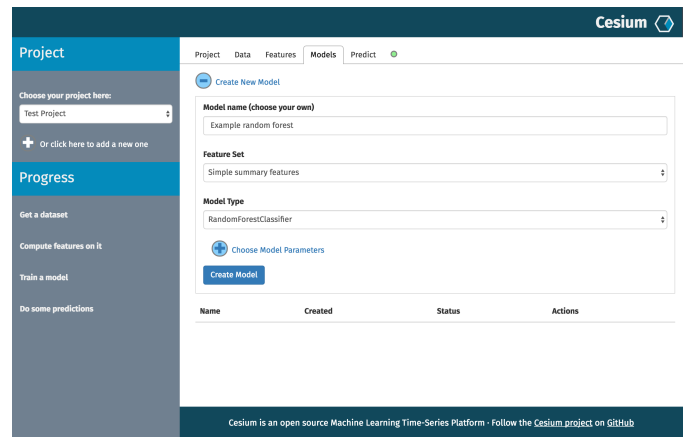 Cesium
Project
Choose your project here:
Test Project
Or click here to add a new one
Progress
Get a dataset
Compute features on it
Train a model
Do some predictions
Project Data Features Models Predict
Create New Model
Model name (choose your own)
Example random forest
Feature Set
Simple summary features
Model Type
RandomForestClassifier
Choose Model Parameters
Create Model
Name Created Status Actions
Cesium is an open source Machine Learning Time-Series Platform · Follow the Cesium project on GitHub